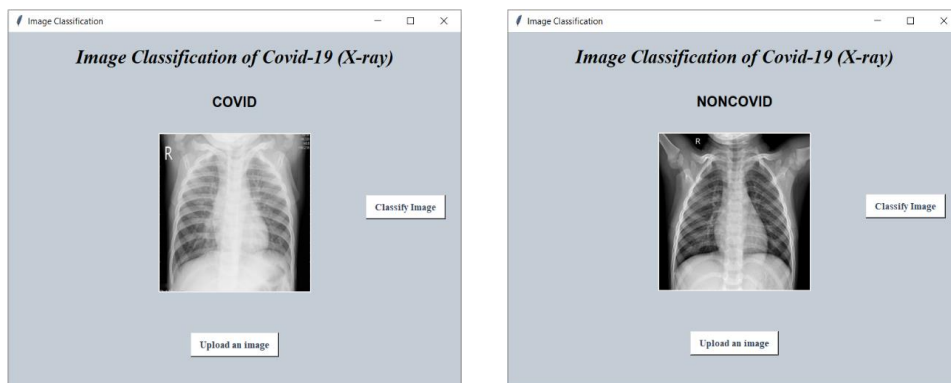 Image Classification
Image Classification of Covid-19 (X-ray)
COVID
R
Classify Image
Upload an image
Image Classification
Image Classification of Covid-19 (X-ray)
NONCOVID
R
Classify Image
Upload an image